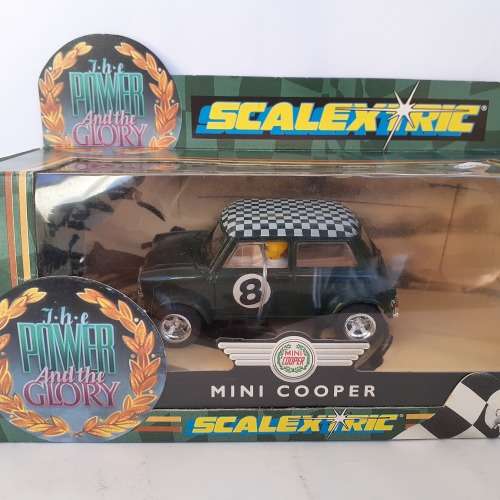 The
POWER
And the
GLORY
SCALEXTRIC®
8
The
POWER
And the
GLORY
MINI
COOPER
MINI COOPER
SCALEXTRIC®